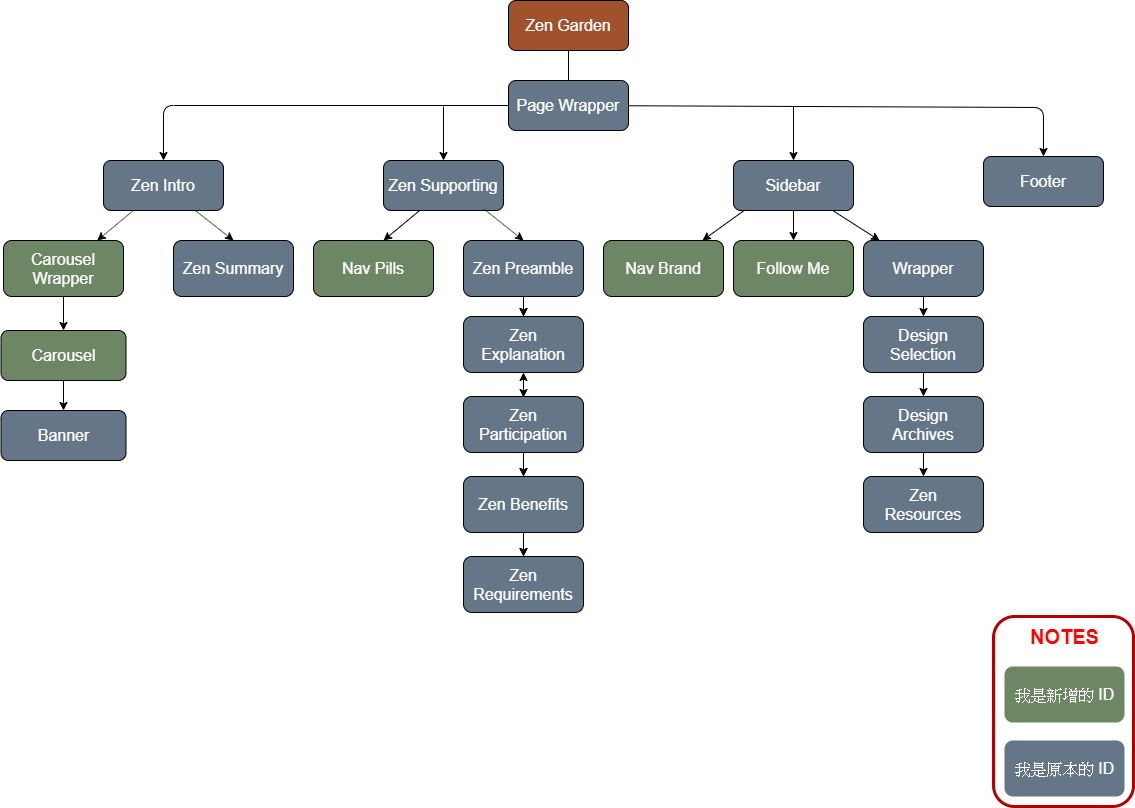 Zen Garden
Page Wrapper
Zen Intro
Zen Supporting
Sidebar
Footer
Carousel
Wrapper
Zen Summary
Nav Pills
Zen Preamble
Nav Brand
Follow Me
Wrapper
Carousel
Zen
Explanation
Design
Selection
Banner
Zen
Participation
Design
Archives
Zen Benefits
Zen
Resources
Zen
Requirements
NOTES
我是新增的 ID
我是原本的 ID